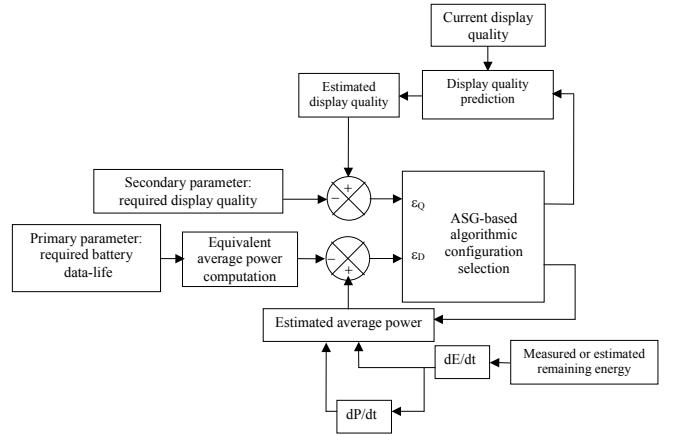 Current display
quality
Estimated
display quality
Display quality
prediction
Secondary parameter:
required display quality
+
−
εQ
ASG-based
algorithmic
configuration
selection
Primary parameter:
required battery
data-life
Equivalent
average power
computation
−
+
εD
Estimated average power
dE/dt
Measured or estimated
remaining energy
dP/dt